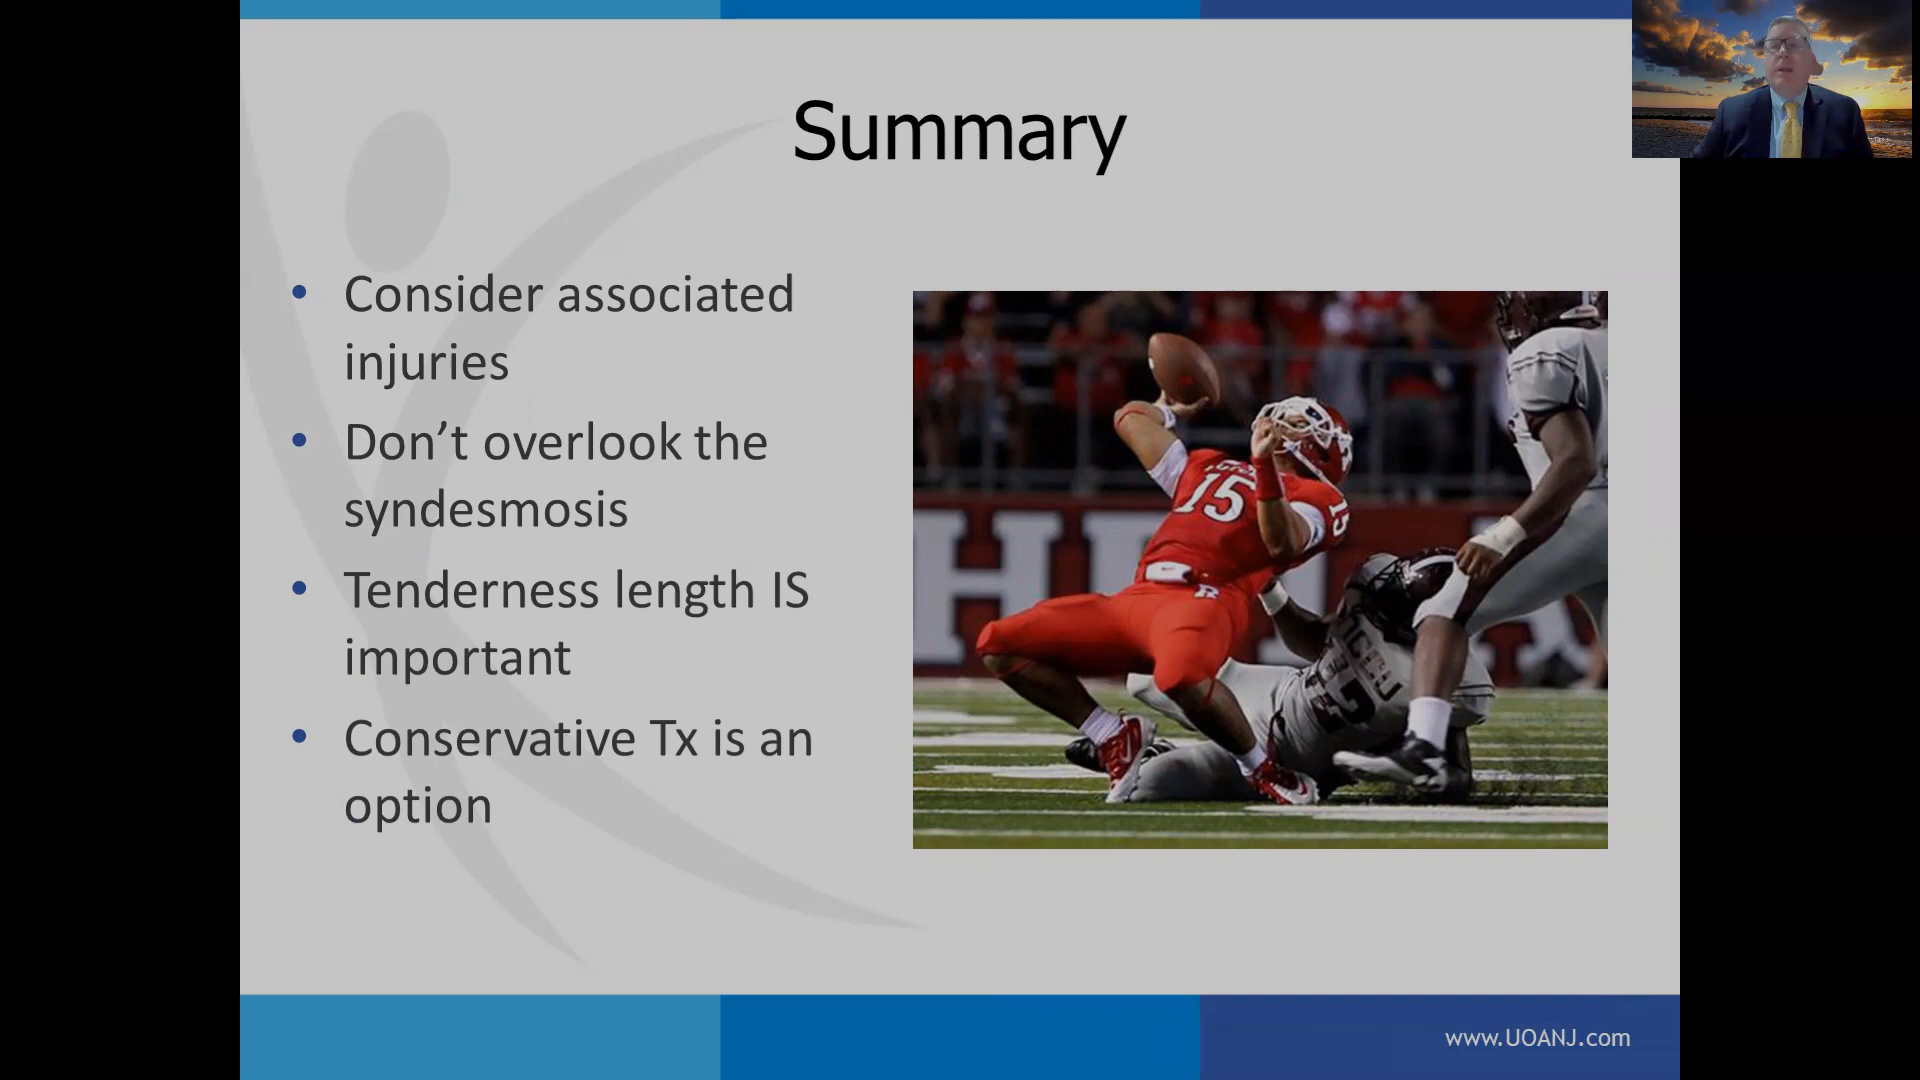 Summary
• Consider associated
injuries
• Don’t overlook the
syndesmosis
• Tenderness length IS
important
• Conservative Tx is an
option
15
15
R
www.UOANJ.com